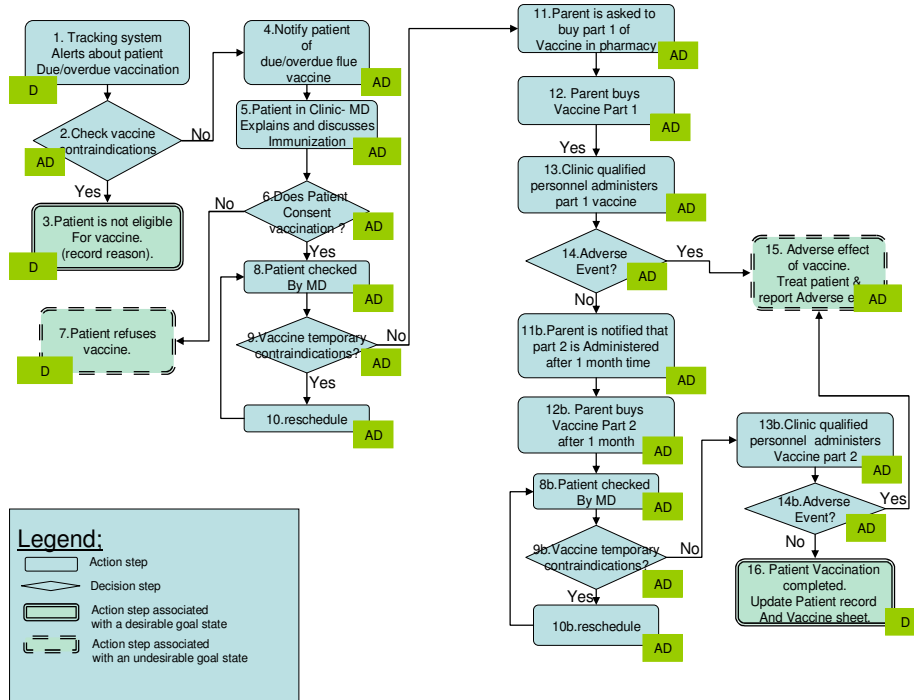 1. Tracking system
Alerts about patient
Due/overdue vaccination
D
2.Check vaccine
contraindications
AD
No
Yes
3.Patient is not eligible
For vaccine.
(record reason).
D
4.Notify patient
of
due/overdue flue
vaccine
AD
5.Patient in Clinic- MD
Explains and discusses
Immunization
AD
6.Does Patient
Consent
vaccination ?
AD
No
Yes
7.Patient refuses
vaccine.
D
8.Patient checked
By MD
AD
9.Vaccine temporary
contraindications?
AD
No
Yes
10.reschedule
AD
11.Parent is asked to
buy part 1 of
Vaccine in pharmacy
AD
12. Parent buys
Vaccine Part 1
AD
Yes
13.Clinic qualified
personnel administers
part 1 vaccine
AD
14.Adverse
Event?
AD
Yes
No
15. Adverse effect
of vaccine.
Treat patient &
report Adverse
AD
11b.Parent is notified that
part 2 is Administered
after 1 month time
AD
12b. Parent buys
Vaccine Part 2
after 1 month
AD
8b.Patient checked
By MD
AD
9b.Vaccine temporary
contraindications?
AD
No
Yes
10b.reschedule
AD
13b.Clinic qualified
personnel administers
Vaccine part 2
AD
14b.Adverse
Event?
AD
Yes
No
16. Patient Vaccination
completed.
Update Patient record
And Vaccine sheet.
D
Legend:
Action step
Decision step
Action step associated
with a desirable goal state
Action step associated
with an undesirable goal state